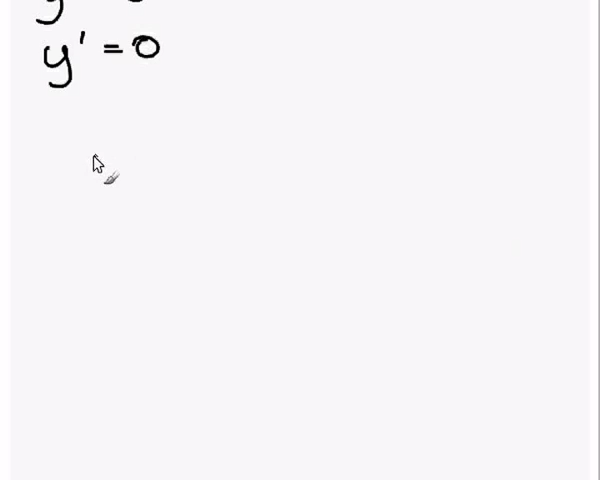 y' = 0